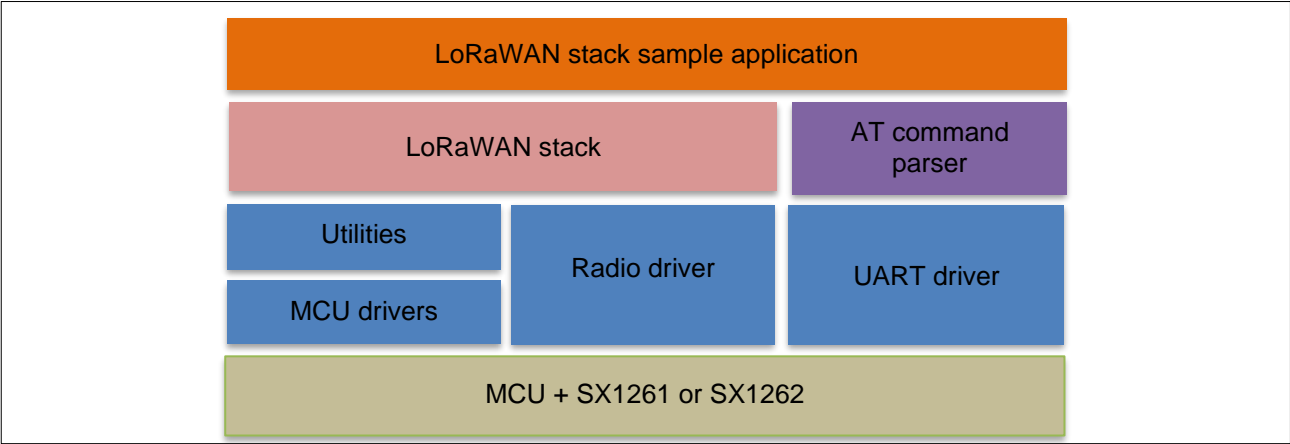 LoRaWAN stack sample application
LoRaWAN stack
AT command
parser
Utilities
Radio driver
UART driver
MCU drivers
MCU + SX1261 or SX1262